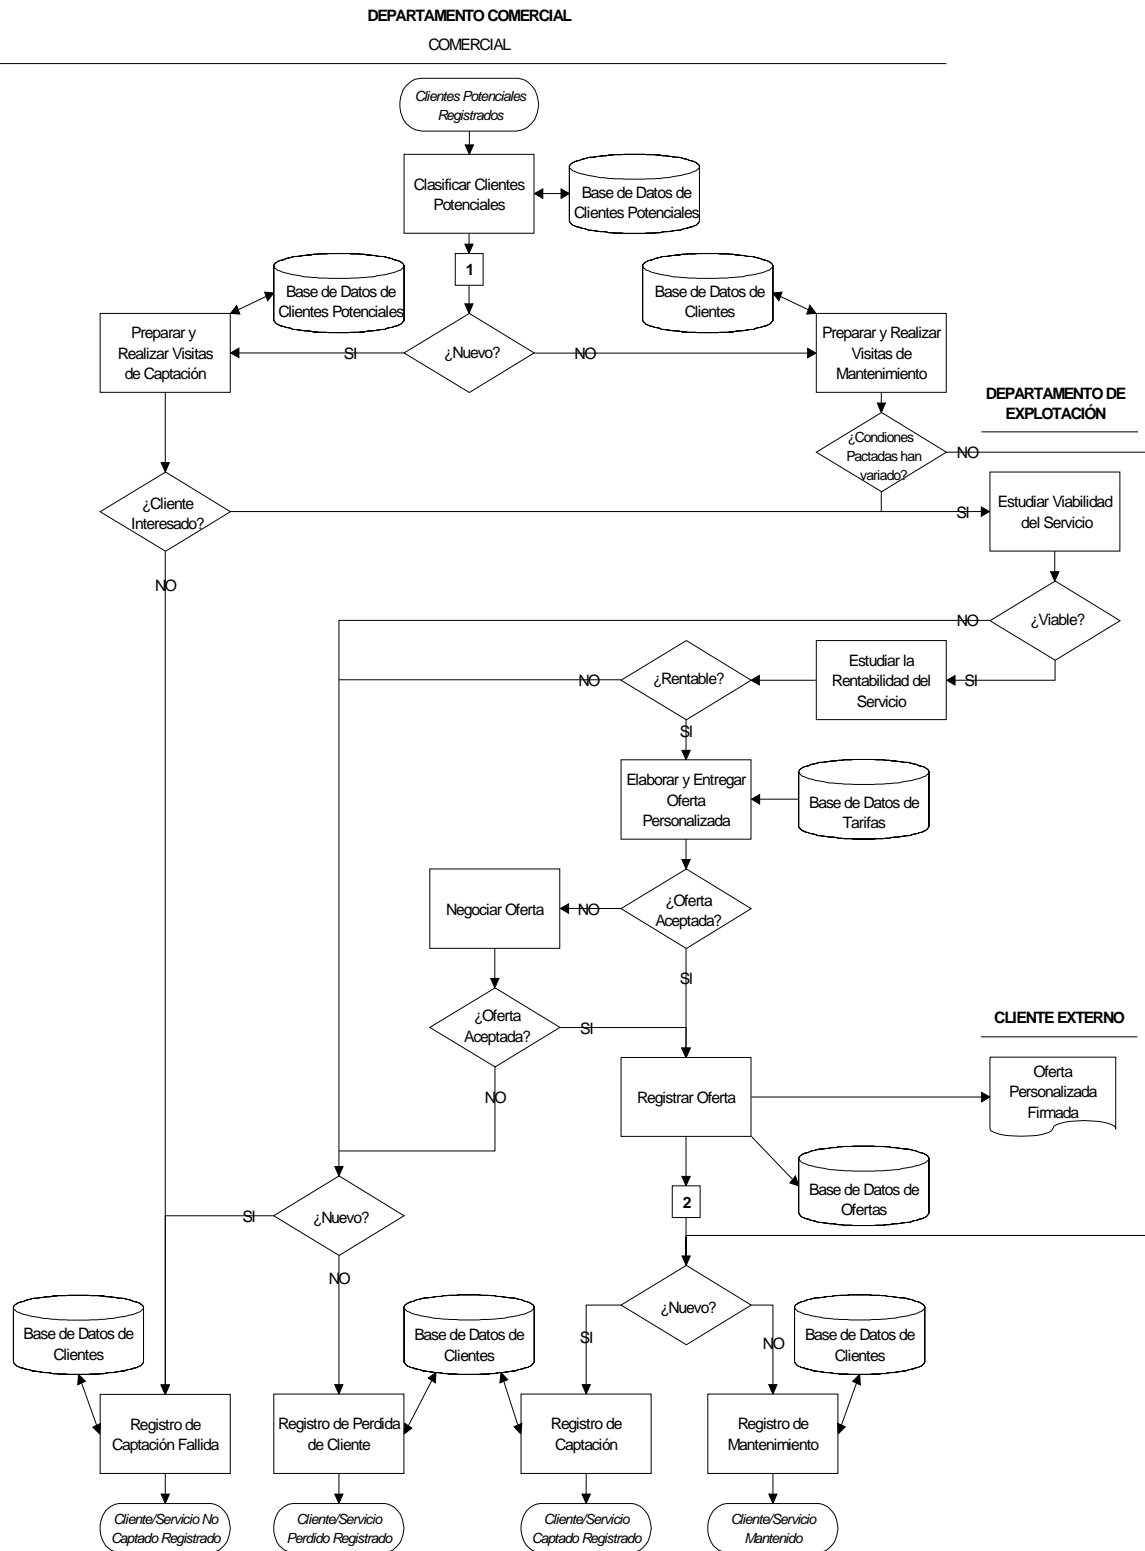 DEPARTAMENTO COMERCIAL
COMERCIAL
Clientes Potenciales
Registrados
Clasificar Clientes
Potenciales
Base de Datos de
Clientes Potenciales
1
Base de Datos de
Clientes Potenciales
Base de Datos de
Clientes
Preparar y
Realizar Visitas
de Captación
SI
¿Nuevo?
NO
Preparar y Realizar
Visitas de
Mantenimiento
DEPARTAMENTO DE
EXPLOTACIÓN
¿Condiones
Pactadas han
variado?
NO
¿Cliente
Interesado?
SI
Estudiar Viabilidad
del Servicio
NO
NO
¿Viable?
NO
¿Rentable?
Estudiar la
Rentabilidad del
Servicio
SI
SI
Elaborar y Entregar
Oferta
Personalizada
Base de Datos de
Tarifas
Negociar Oferta
NO
¿Oferta
Aceptada?
SI
¿Oferta
Aceptada?
SI
CLIENTE EXTERNO
NO
Registrar Oferta
Oferta
Personalizada
Firmada
2
Base de Datos de
Ofertas
SI
¿Nuevo?
NO
¿Nuevo?
SI
NO
Base de Datos de
Clientes
Base de Datos de
Clientes
Base de Datos de
Clientes
Registro de
Captación Fallida
Registro de Perdida
de Cliente
Registro de
Captación
Registro de
Mantenimiento
Cliente/Servicio No
Captado Registrado
Cliente/Servicio
Perdido Registrado
Cliente/Servicio
Captado Registrado
Cliente/Servicio
Mantenido